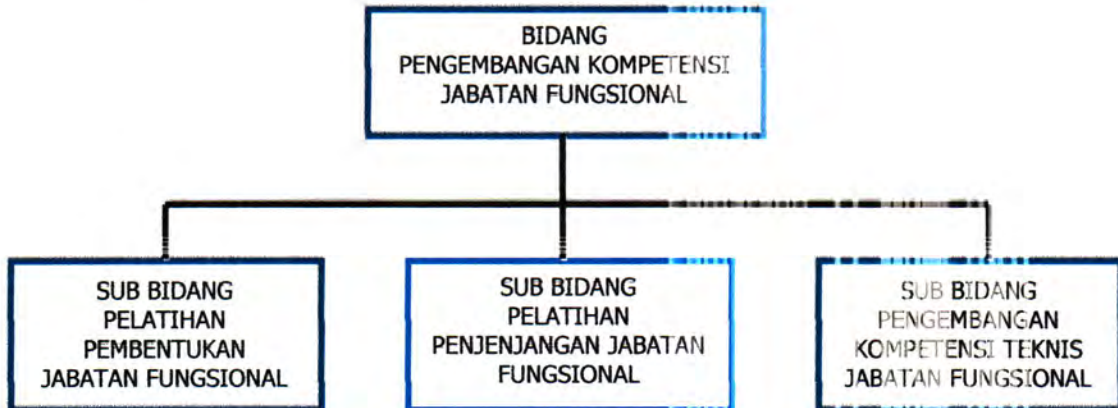 BIDANG
PENGEMBANGAN KOMPETENSI
JABATAN FUNGSIONAL
SUB BIDANG
PELATIHAN
PEMBENTUKAN
JABATAN FUNGSIONAL
SUB BIDANG
PELATIHAN
PENJENJANGAN JABATAN
FUNGSIONAL
SUB BIDANG
PENGEMBANGAN
KOMPETENSI TEKNIS
JABATAN FUNGSIONAL